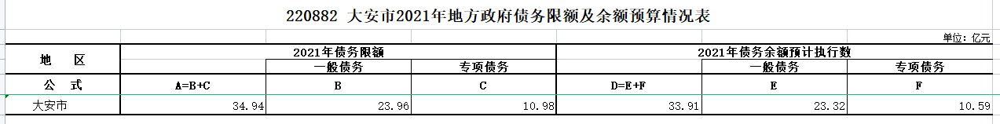 220882 大安市2021年地方政府债务限额及余额预算情况表
单位：亿元
地 区 2021年债务限额 2021年债务余额预计执行数
一般债务 专项债务 一般债务 专项债务
公 式 A=B+C B C D=E+F E F
大安市 34.94 23.96 10.98 33.91 23.32 10.59